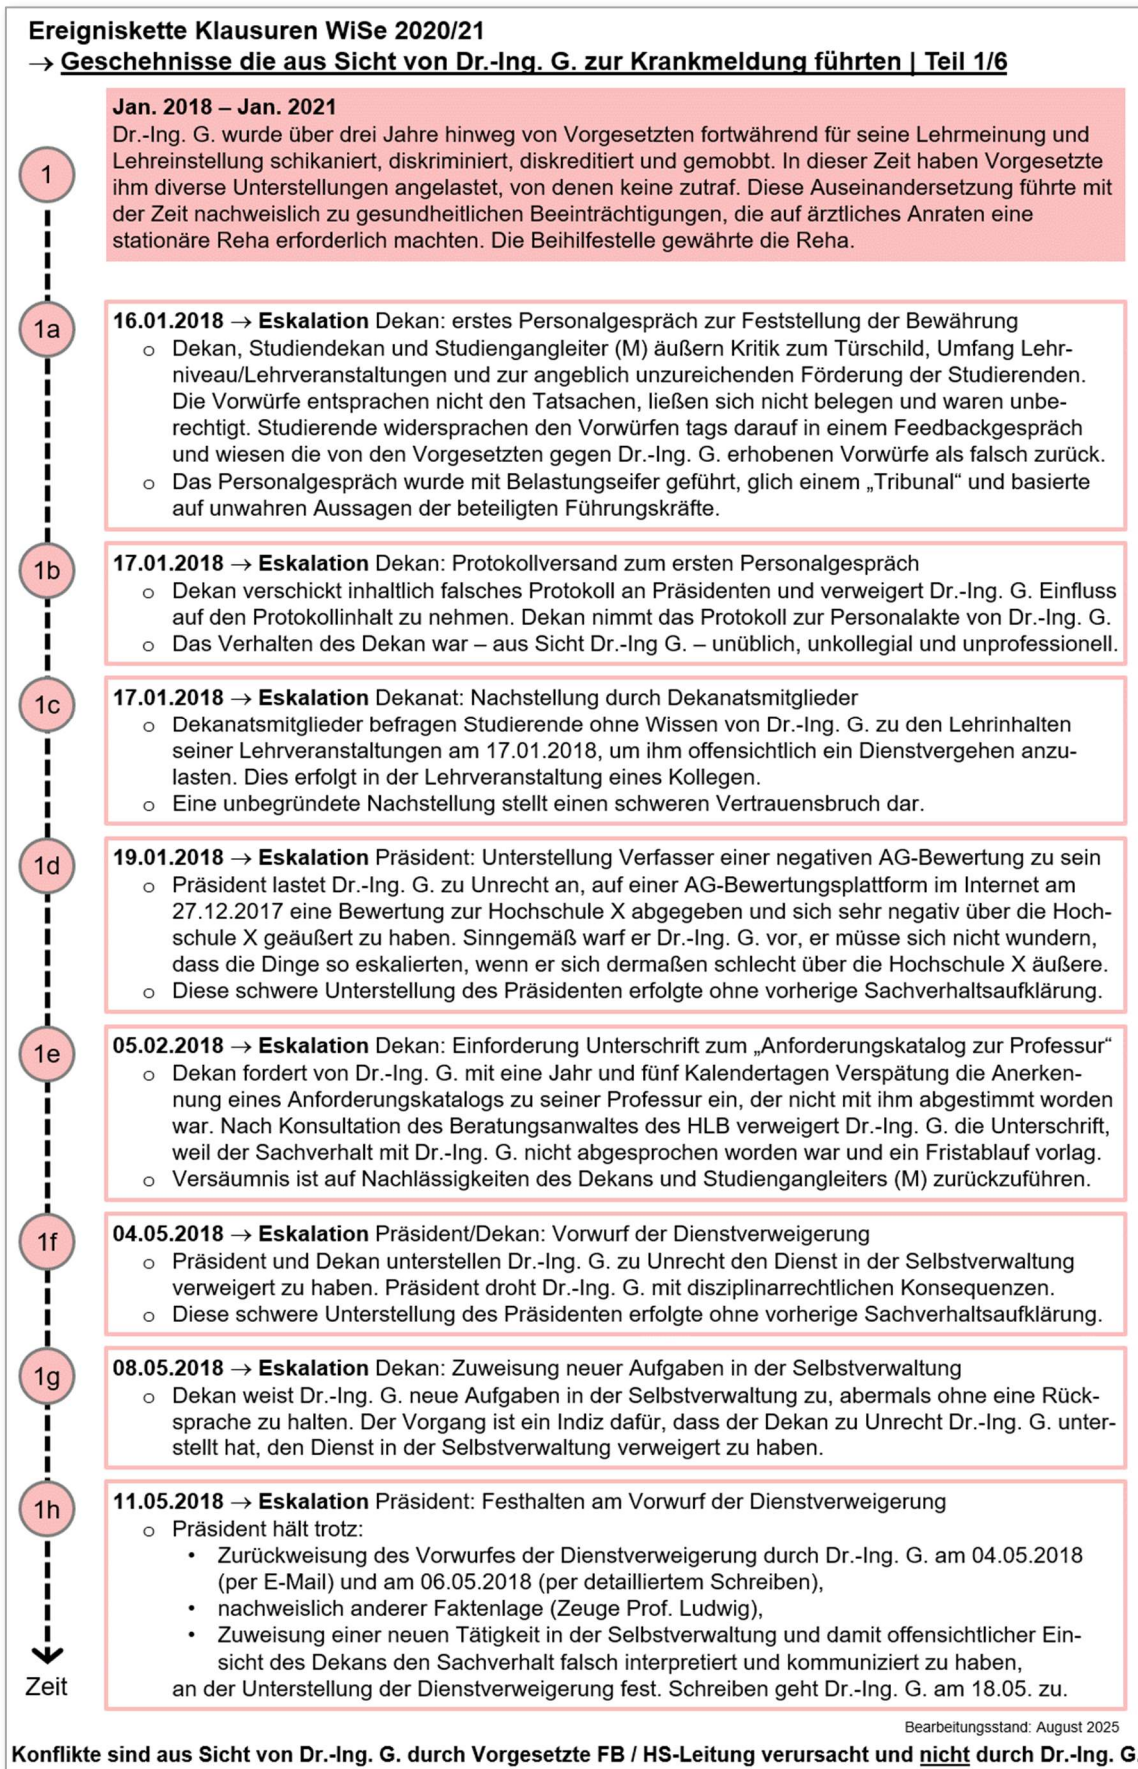 Ereigniskette Klausuren WiSe 2020/21
→ Geschehnisse die aus Sicht von Dr.-Ing. G. zur Krankmeldung führten | Teil 1/6
1
Jan. 2018 – Jan. 2021
Dr.-Ing. G. wurde über drei Jahre hinweg von Vorgesetzten fortwährend für seine Lehrmeinung und
Lehreinstellung schikaniert, diskriminiert, diskreditiert und gemobbt. In dieser Zeit haben Vorgesetzte
ihm diverse Unterstellungen angelastet, von denen keine zutraf. Diese Auseinandersetzung führte mit
der Zeit nachweislich zu gesundheitlichen Beeinträchtigungen, die auf ärztliches Anraten eine
stationäre Reha erforderlich machten. Die Beihilfestelle gewährte die Reha.
1a
16.01.2018 → Eskalation Dekan: erstes Personalgespräch zur Feststellung der Bewährung
o Dekan, Studiendekan und Studiengangleiter (M) äußern Kritik zum Türschild, Umfang Lehr-
niveau/Lehrveranstaltungen und zur angeblich unzureichenden Förderung der Studierenden.
Die Vorwürfe entsprachen nicht den Tatsachen, ließen sich nicht belegen und waren unbe-
rechtigt. Studierende widersprachen den Vorwürfen tags darauf in einem Feedbackgespräch
und wiesen die von den Vorgesetzten gegen Dr.-Ing. G. erhobenen Vorwürfe als falsch zurück.
o Das Personalgespräch wurde mit Belastungseifer geführt, glich einem „Tribunal“ und basierte
auf unwahren Aussagen der beteiligten Führungskräfte.
1b
17.01.2018 → Eskalation Dekan: Protokollversand zum ersten Personalgespräch
o Dekan verschickt inhaltlich falsches Protokoll an Präsidenten und verweigert Dr.-Ing. G. Einfluss
auf den Protokollinhalt zu nehmen. Dekan nimmt das Protokoll zur Personalakte von Dr.-Ing. G.
o Das Verhalten des Dekan war – aus Sicht Dr.-Ing G. – unüblich, unkollegial und unprofessionell.
1c
17.01.2018 → Eskalation Dekanat: Nachstellung durch Dekanatsmitglieder
o Dekanatsmitglieder befragen Studierende ohne Wissen von Dr.-Ing. G. zu den Lehrinhalten
seiner Lehrveranstaltungen am 17.01.2018, um ihm offensichtlich ein Dienstvergehen anzu-
lasten. Dies erfolgt in der Lehrveranstaltung eines Kollegen.
o Eine unbegründete Nachstellung stellt einen schweren Vertrauensbruch dar.
1d
19.01.2018 → Eskalation Präsident: Unterstellung Verfasser einer negativen AG-Bewertung zu sein
o Präsident lastet Dr.-Ing. G. zu Unrecht an, auf einer AG-Bewertungsplattform im Internet am
27.12.2017 eine Bewertung zur Hochschule X abgegeben und sich sehr negativ über die Hoch-
schule X geäußert zu haben. Sinngemäß warf er Dr.-Ing. G. vor, er müsse sich nicht wundern,
dass die Dinge so eskalierten, wenn er sich dermaßen schlecht über die Hochschule X äußere.
o Diese schwere Unterstellung des Präsidenten erfolgte ohne vorherige Sachverhaltsaufklärung.
1e
05.02.2018 → Eskalation Dekan: Einforderung Unterschrift zum „Anforderungskatalog zur Professur“
o Dekan fordert von Dr.-Ing. G. mit eine Jahr und fünf Kalendertagen Verspätung die Anerken-
nung eines Anforderungskatalogs zu seiner Professur ein, der nicht mit ihm abgestimmt worden
war. Nach Konsultation des Beratungsanwaltes des HLB verweigert Dr.-Ing. G. die Unterschrift,
weil der Sachverhalt mit Dr.-Ing. G. nicht abgesprochen worden war und ein Fristablauf vorlag.
o Versäumnis ist auf Nachlässigkeiten des Dekans und Studiengangleiters (M) zurückzuführen.
1f
04.05.2018 → Eskalation Präsident/Dekan: Vorwurf der Dienstverweigerung
o Präsident und Dekan unterstellen Dr.-Ing. G. zu Unrecht den Dienst in der Selbstverwaltung
verweigert zu haben. Präsident droht Dr.-Ing. G. mit disziplinarrechtlichen Konsequenzen.
o Diese schwere Unterstellung des Präsidenten erfolgte ohne vorherige Sachverhaltsaufklärung.
1g
08.05.2018 → Eskalation Dekan: Zuweisung neuer Aufgaben in der Selbstverwaltung
o Dekan weist Dr.-Ing. G. neue Aufgaben in der Selbstverwaltung zu, abermals ohne eine Rück-
sprache zu halten. Der Vorgang ist ein Indiz dafür, dass der Dekan zu Unrecht Dr.-Ing. G. unter-
stellt hat, den Dienst in der Selbstverwaltung verweigert zu haben.
1h
11.05.2018 → Eskalation Präsident: Festhalten am Vorwurf der Dienstverweigerung
o Präsident hält trotz:
• Zurückweisung des Vorwurfes der Dienstverweigerung durch Dr.-Ing. G. am 04.05.2018
(per E-Mail) und am 06.05.2018 (per detailliertem Schreiben),
• nachweislich anderer Faktenlage (Zeuge Prof. Ludwig),
• Zuweisung einer neuen Tätigkeit in der Selbstverwaltung und damit offensichtlicher Ein-
sicht des Dekans den Sachverhalt falsch interpretiert und kommuniziert zu haben,
an der Unterstellung der Dienstverweigerung fest. Schreiben geht Dr.-Ing. G. am 18.05. zu.
Zeit
Bearbeitungsstand: August 2025
Konflikte sind aus Sicht von Dr.-Ing. G. durch Vorgesetzte FB / HS-Leitung verursacht und nicht durch Dr.-Ing. G.